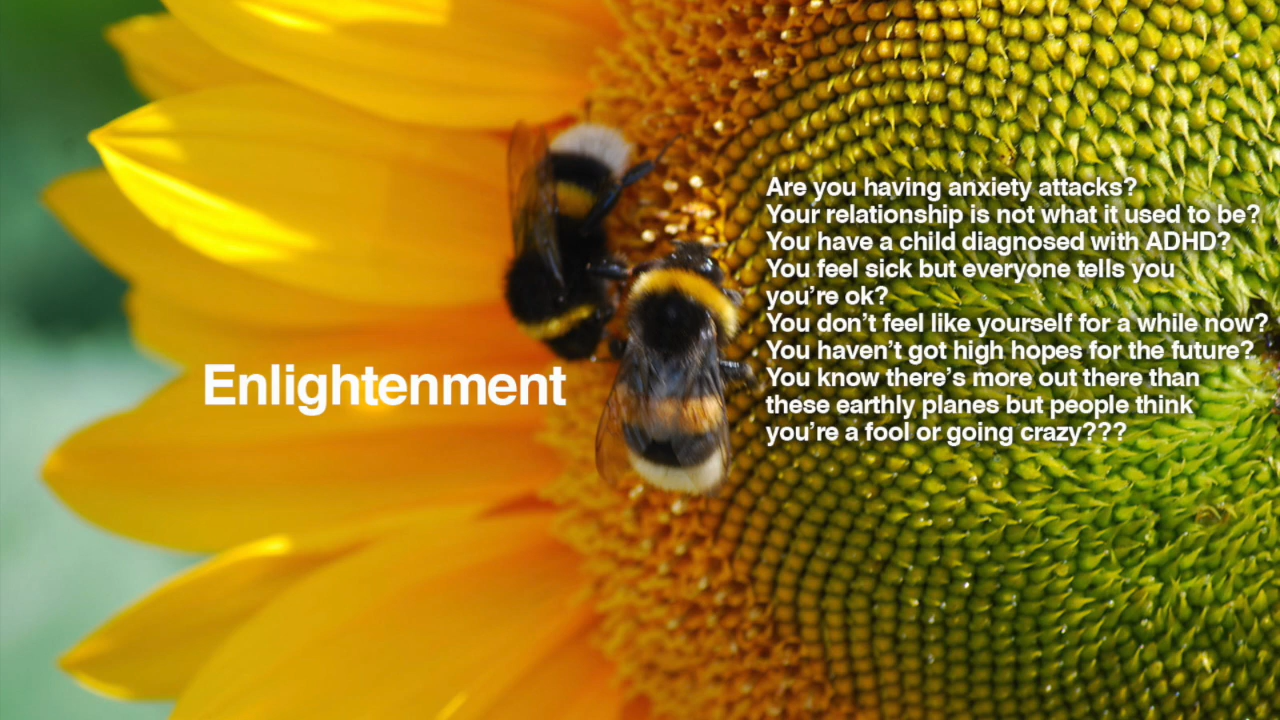 Enlightenment
Are you having anxiety attacks?
Your relationship is not what it used to be?
You have a child diagnosed with ADHD?
You feel sick but everyone tells you
you're ok?
You don't feel like yourself for a while now?
You haven't got high hopes for the future?
You know there's more out there than
these earthly planes but people think
you're a fool or going crazy???